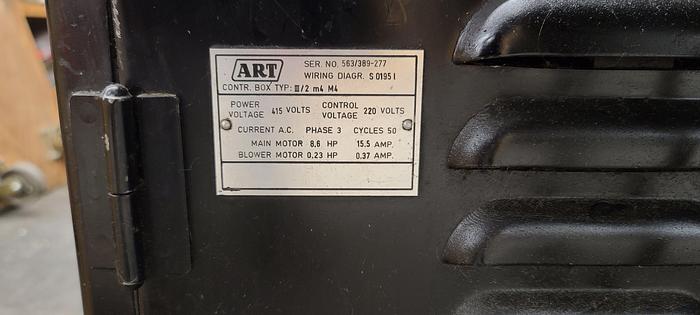 ART
SER. NO. 563/389-277
WIRING DIAGR. S 0195 I
CONTR. BOX TYP: III/2 m4 M4
POWER VOLTAGE 415 VOLTS CONTROL VOLTAGE 220 VOLTS
CURRENT A.C. PHASE 3 CYCLES 50
MAIN MOTOR 8,6 HP 15.5 AMP.
BLOWER MOTOR 0,23 HP 0.37 AMP.